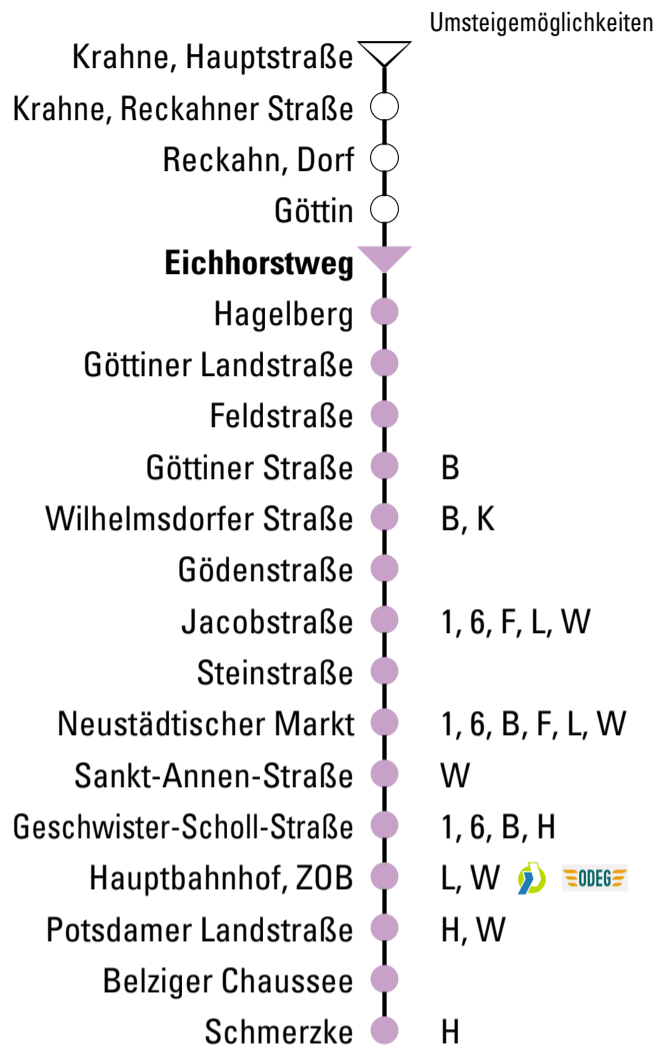 Umsteigemöglichkeiten
Krahne, Hauptstraße
Krahne, Reckahner Straße
Reckahn, Dorf
Göttin
Eichhorstweg
Hagelberg
Göttiner Landstraße
Feldstraße
Göttiner Straße B
Wilhelmsdorfer Straße B, K
Gödenstraße
Jacobstraße 1, 6, F, L, W
Steinstraße
Neustädtischer Markt 1, 6, B, F, L, W
Sankt-Annen-Straße W
Geschwister-Scholl-Straße 1, 6, B, H
Hauptbahnhof, ZOB L, W ODEG
Potsdamer Landstraße H, W
Belziger Chaussee
Schmerzke H